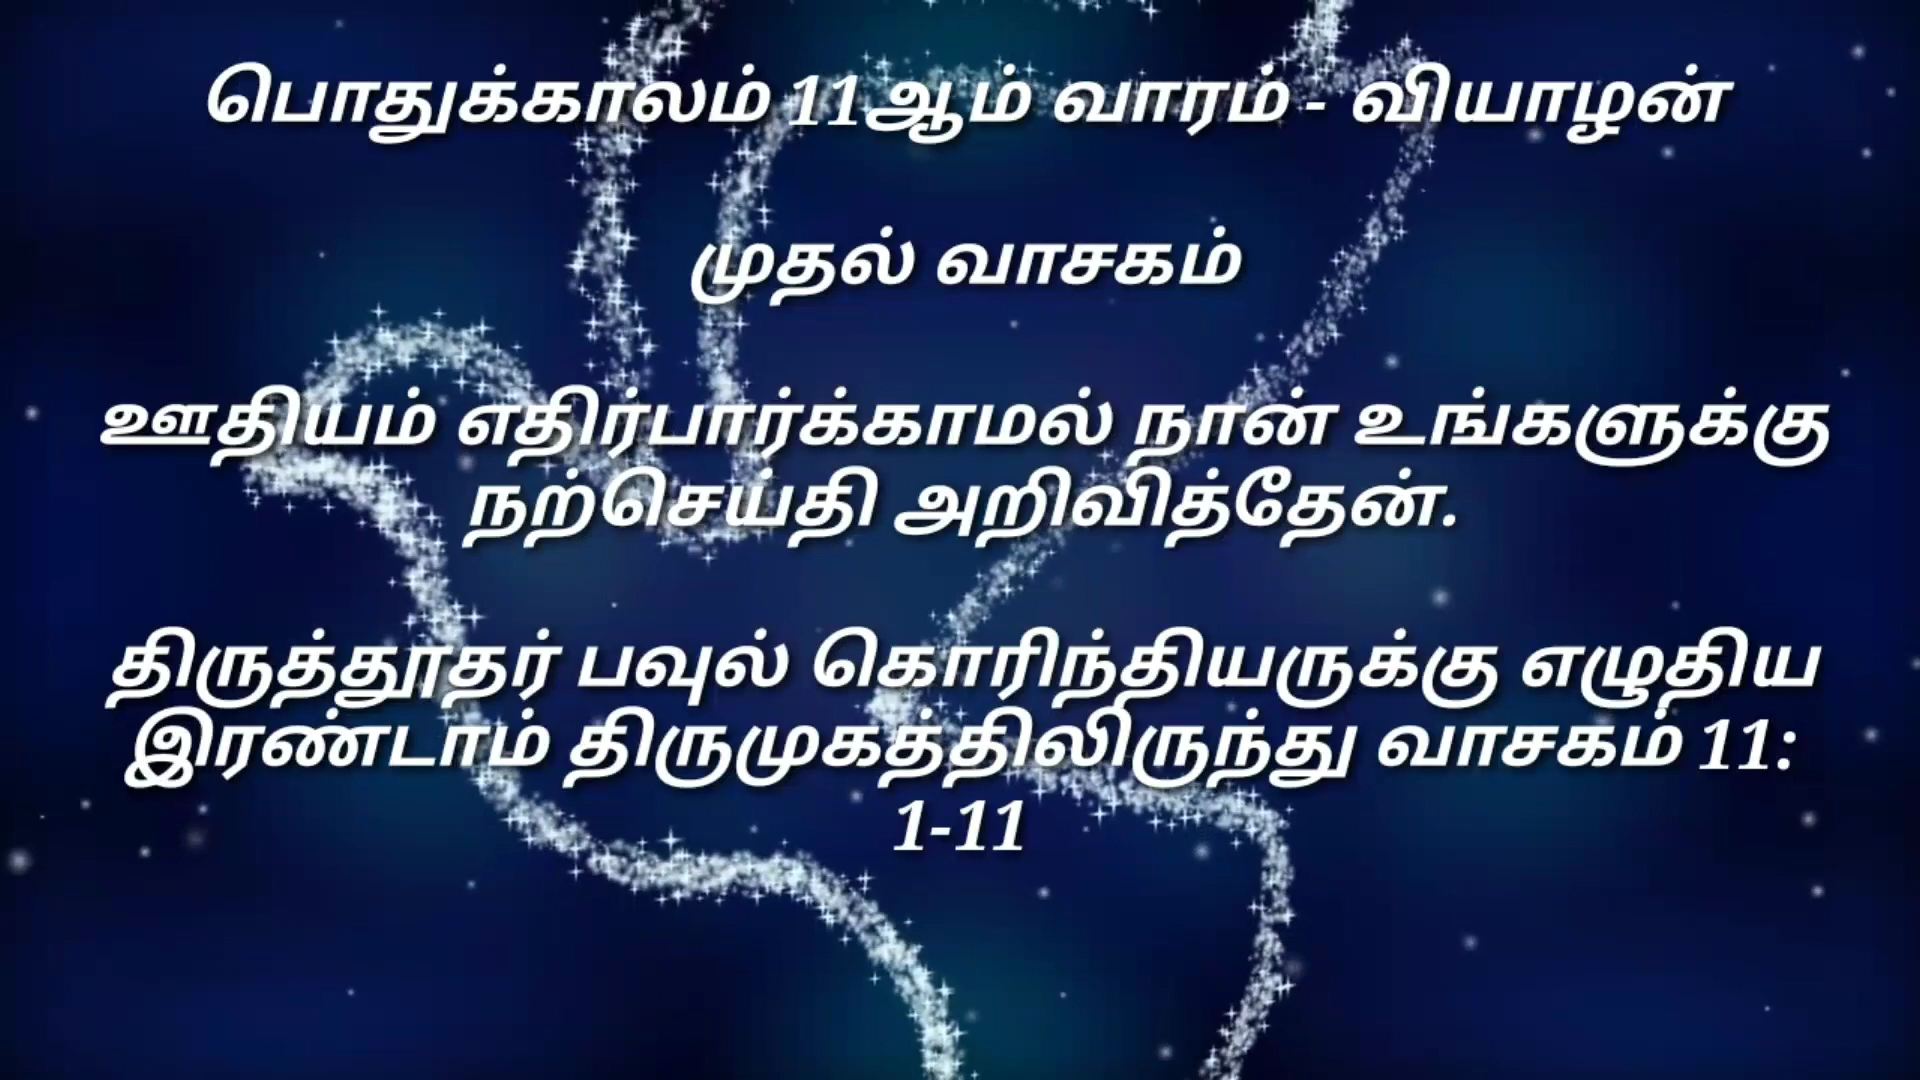 பொதுக்காலம் 11ஆம் வாரம் - வியாழன்
முதல் வாசகம்
ஊதியம் எதிர்பார்க்காமல் நான் உங்களுக்கு
நற்செய்தி அறிவித்தேன்.
திருத்தூதர் பவுல் கொரிந்தியருக்கு எழுதிய
இரண்டாம் திருமுகத்திலிருந்து வாசகம் 11:
1-11